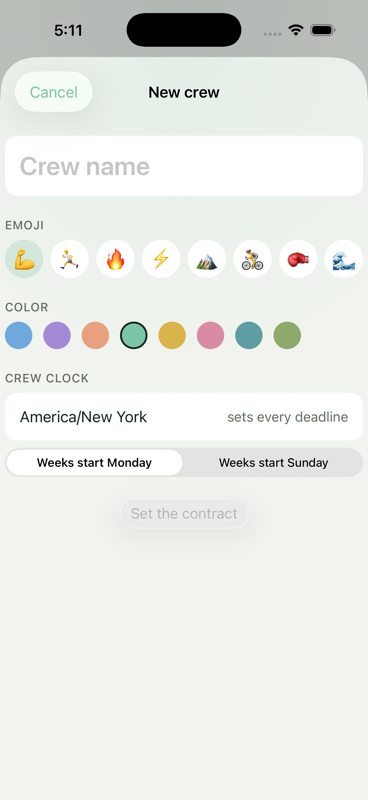 5:11
Cancel
New crew
Crew name
EMOJI
COLOR
CREW CLOCK
America/New York sets every deadline
Weeks start Monday Weeks start Sunday
Set the contract